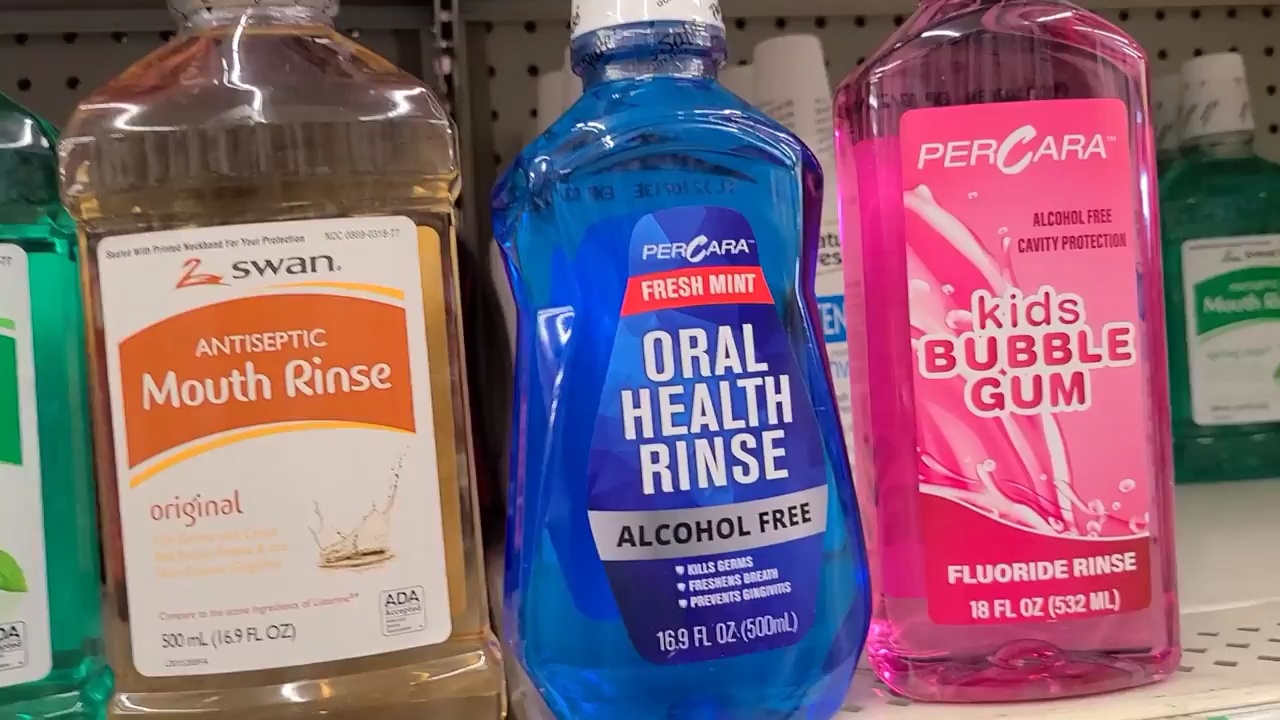 Sealed With Printed Neckband For Your Protection
swan
ANTISEPTIC
Mouth Rinse
original
Compare to the active ingredients of Listerine
500 mL (16.9 FL OZ)
ADA
Accepted
PERCARA™
FRESH MINT
ORAL
HEALTH
RINSE
ALCOHOL FREE
KILLS GERMS
FRESHENS BREATH
PREVENTS GINGIVITIS
16.9 FL OZ (500mL)
PERCARA™
ALCOHOL FREE
CAVITY PROTECTION
kids
BUBBLE
GUM
FLUORIDE RINSE
18 FL OZ (532 ML)
Mouth